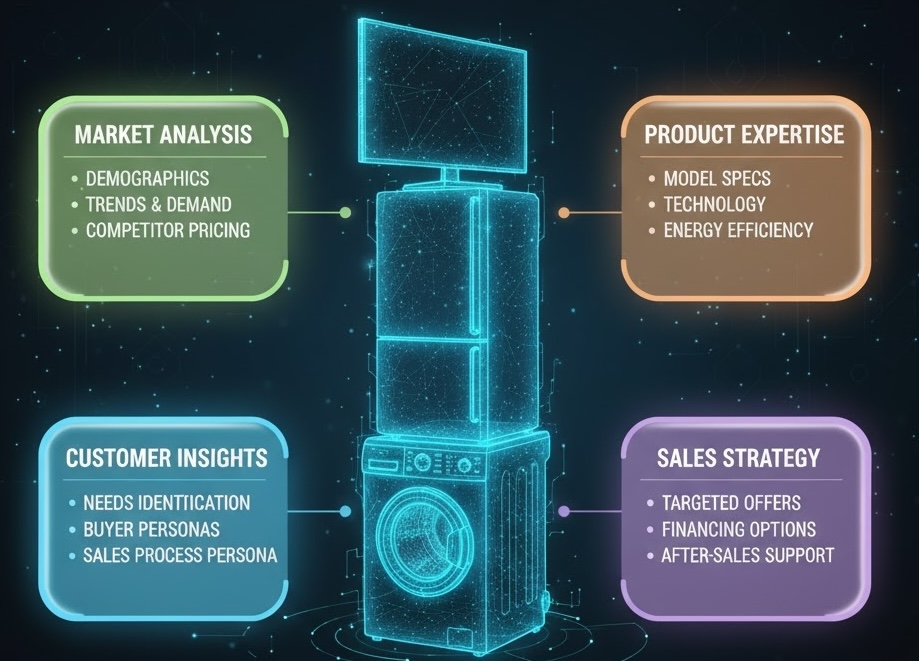 MARKET ANALYSIS
• DEMOGRAPHICS
• TRENDS & DEMAND
• COMPETITOR PRICING
PRODUCT EXPERTISE
• MODEL SPECS
• TECHNOLOGY
• ENERGY EFFICIENCY
CUSTOMER INSIGHTS
• NEEDS IDENTICATION
• BUYER PERSONAS
• SALES PROCESS PERSONA
SALES STRATEGY
• TARGETED OFFERS
• FINANCING OPTIONS
• AFTER-SALES SUPPORT